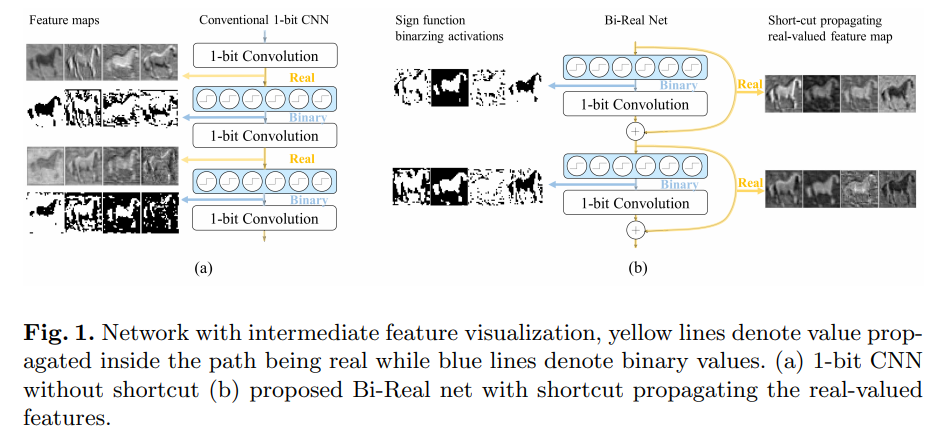 Feature maps
Conventional 1-bit CNN
1-bit Convolution
Real
Binary
1-bit Convolution
Real
Binary
1-bit Convolution
(a)
Sign function
binarzing activations
Bi-Real Net
Short-cut propagating
real-valued feature map
Binary
Real
1-bit Convolution
+
Binary
Real
1-bit Convolution
+
(b)
Fig. 1. Network with intermediate feature visualization, yellow lines denote value prop-
agated inside the path being real while blue lines denote binary values. (a) 1-bit CNN
without shortcut (b) proposed Bi-Real net with shortcut propagating the real-valued
features.